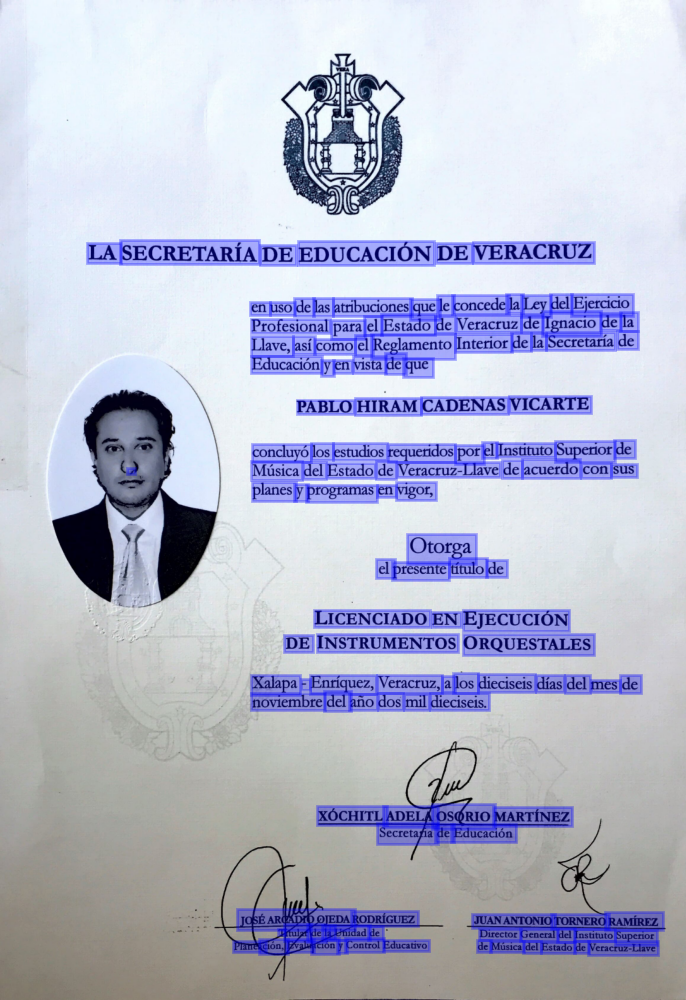 VERA
LA SECRETARÍA DE EDUCACIÓN DE VERACRUZ
en uso de las atribuciones que le concede la Ley del Ejercicio
Profesional para el Estado de Veracruz de Ignacio de la
Llave, así como el Reglamento Interior de la Secretaría de
Educación y en vista de que
PABLO HIRAM CADENAS VICARTE
concluyó los estudios requeridos por el Instituto Superior de
Música del Estado de Veracruz-Llave de acuerdo con sus
planes y programas en vigor,
Otorga
el presente título de
LICENCIADO EN EJECUCIÓN
DE INSTRUMENTOS ORQUESTALES
Xalapa - Enríquez, Veracruz, a los dieciseis días del mes de
noviembre del año dos mil dieciseis.
XÓCHITL ADELA OSORIO MARTÍNEZ
Secretaria de Educación
JOSÉ ARCADIO OJEDA RODRÍGUEZ
Titular de la Unidad de
Planeación, Evaluación y Control Educativo
JUAN ANTONIO TORNERO RAMÍREZ
Director General del Instituto Superior
de Música del Estado de Veracruz-Llave